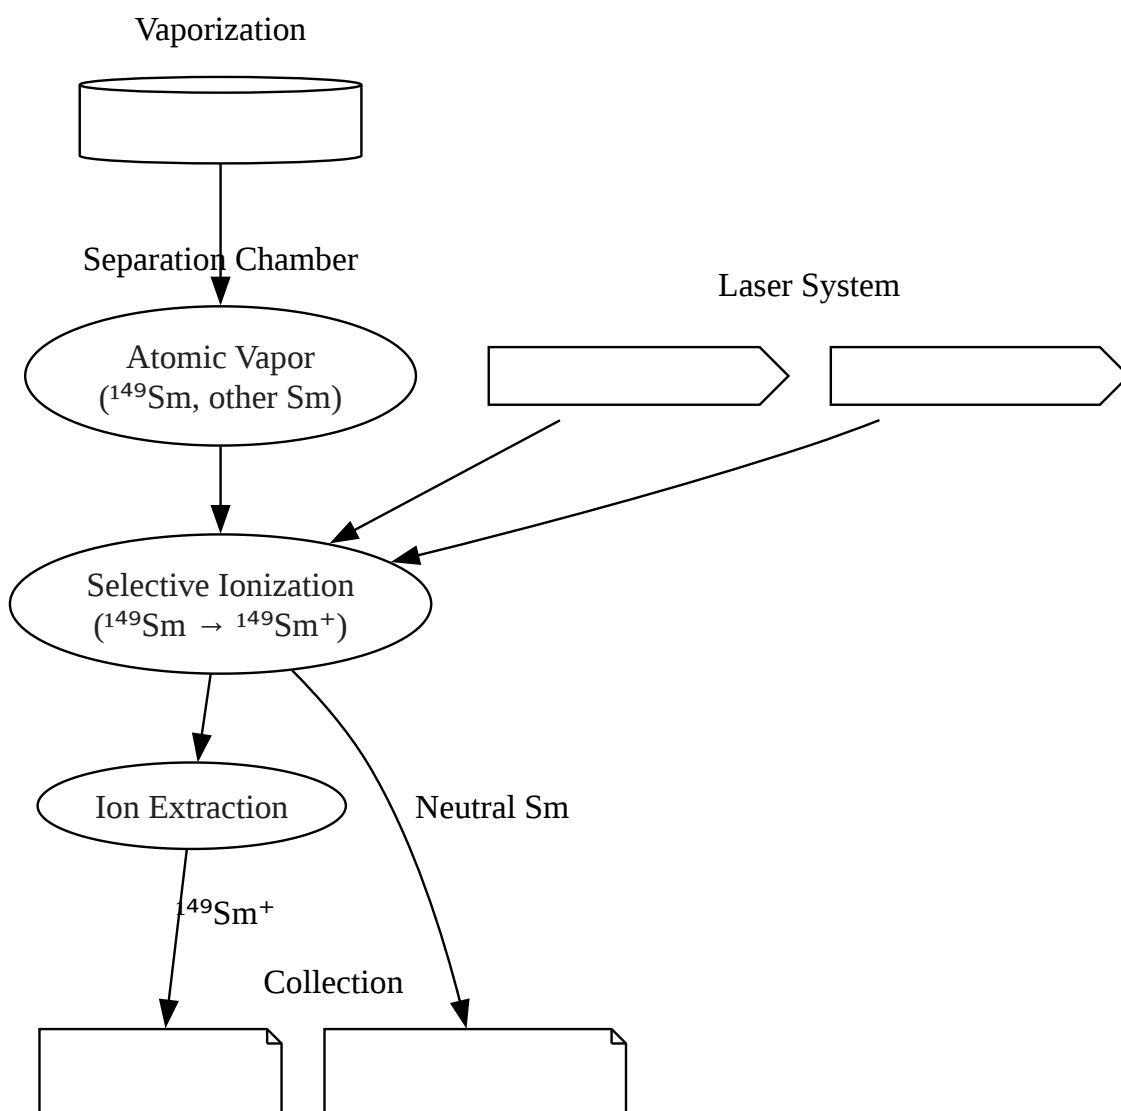 Vaporization
Separation Chamber
Laser System
Atomic Vapor
(¹⁴⁹Sm, other Sm)
Selective Ionization
(¹⁴⁹Sm → ¹⁴⁹Sm⁺)
Ion Extraction
Neutral Sm
¹⁴⁹Sm⁺
Collection